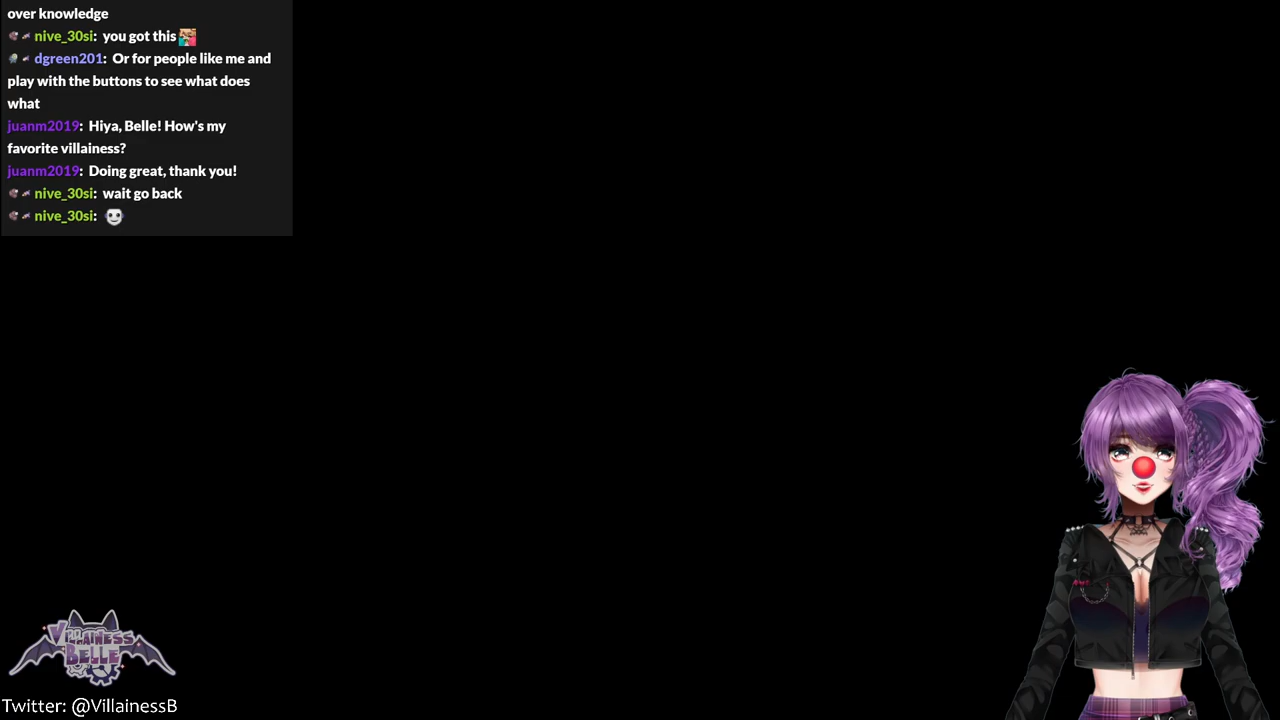 over knowledge
nive_30si: you got this
dgreen201: Or for people like me and
play with the buttons to see what does
what
juanm2019: Hiya, Belle! How's my
favorite villainess?
juanm2019: Doing great, thank you!
nive_30si: wait go back
nive_30si:
VILLAINESS
BELLE
Twitter: @VillainessB